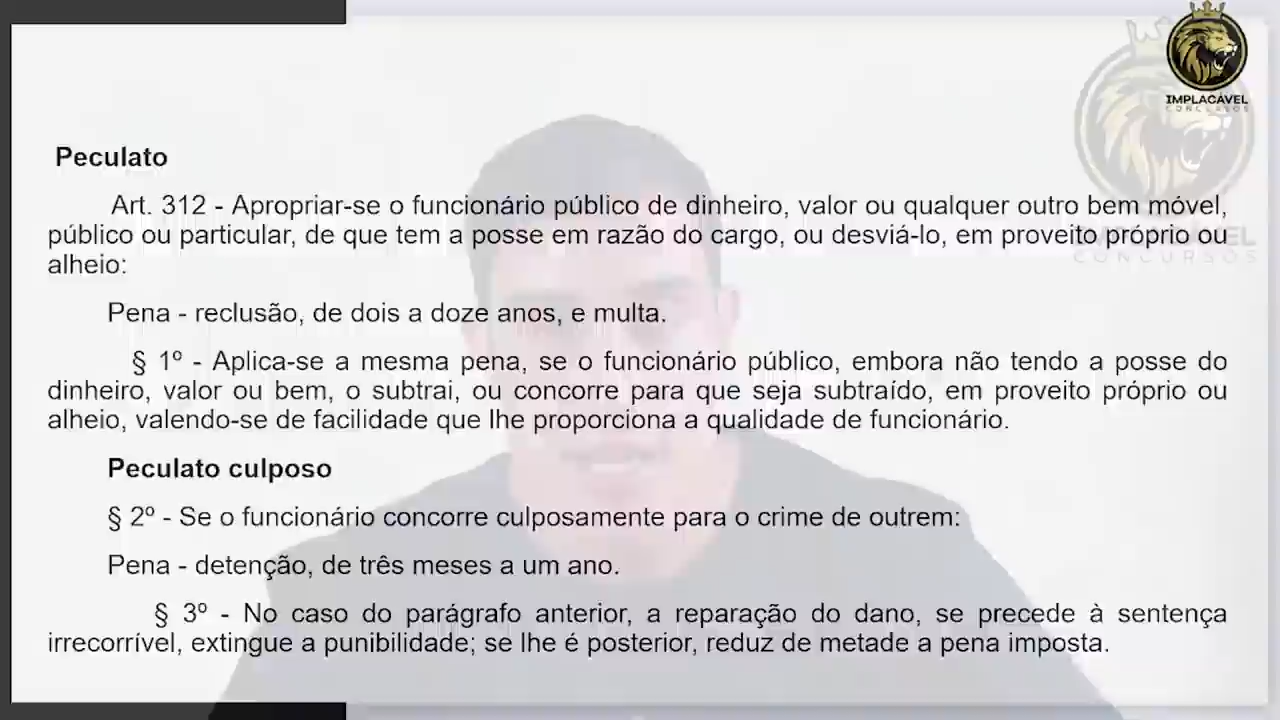 IMPLACÁVEL
CONCURSOS
Peculato
Art. 312 - Apropriar-se o funcionário público de dinheiro, valor ou qualquer outro bem móvel,
público ou particular, de que tem a posse em razão do cargo, ou desviá-lo, em proveito próprio ou
alheio:
CONCURSOS
Pena - reclusão, de dois a doze anos, e multa.
§ 1º - Aplica-se a mesma pena, se o funcionário público, embora não tendo a posse do
dinheiro, valor ou bem, o subtrai, ou concorre para que seja subtraído, em proveito próprio ou
alheio, valendo-se de facilidade que lhe proporciona a qualidade de funcionário.
Peculato culposo
§ 2º - Se o funcionário concorre culposamente para o crime de outrem:
Pena - detenção, de três meses a um ano.
§ 3º - No caso do parágrafo anterior, a reparação do dano, se precede à sentença
irrecorrível, extingue a punibilidade; se lhe é posterior, reduz de metade a pena imposta.